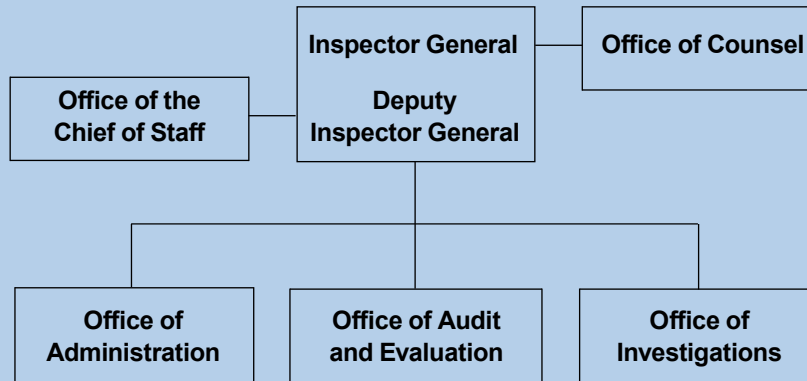 Inspector General
Deputy
Inspector General
Office of Counsel
Office of the
Chief of Staff
Office of
Administration
Office of Audit
and Evaluation
Office of
Investigations